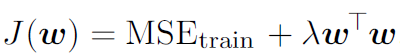 J(w) = MSE_train + λw^⊤w